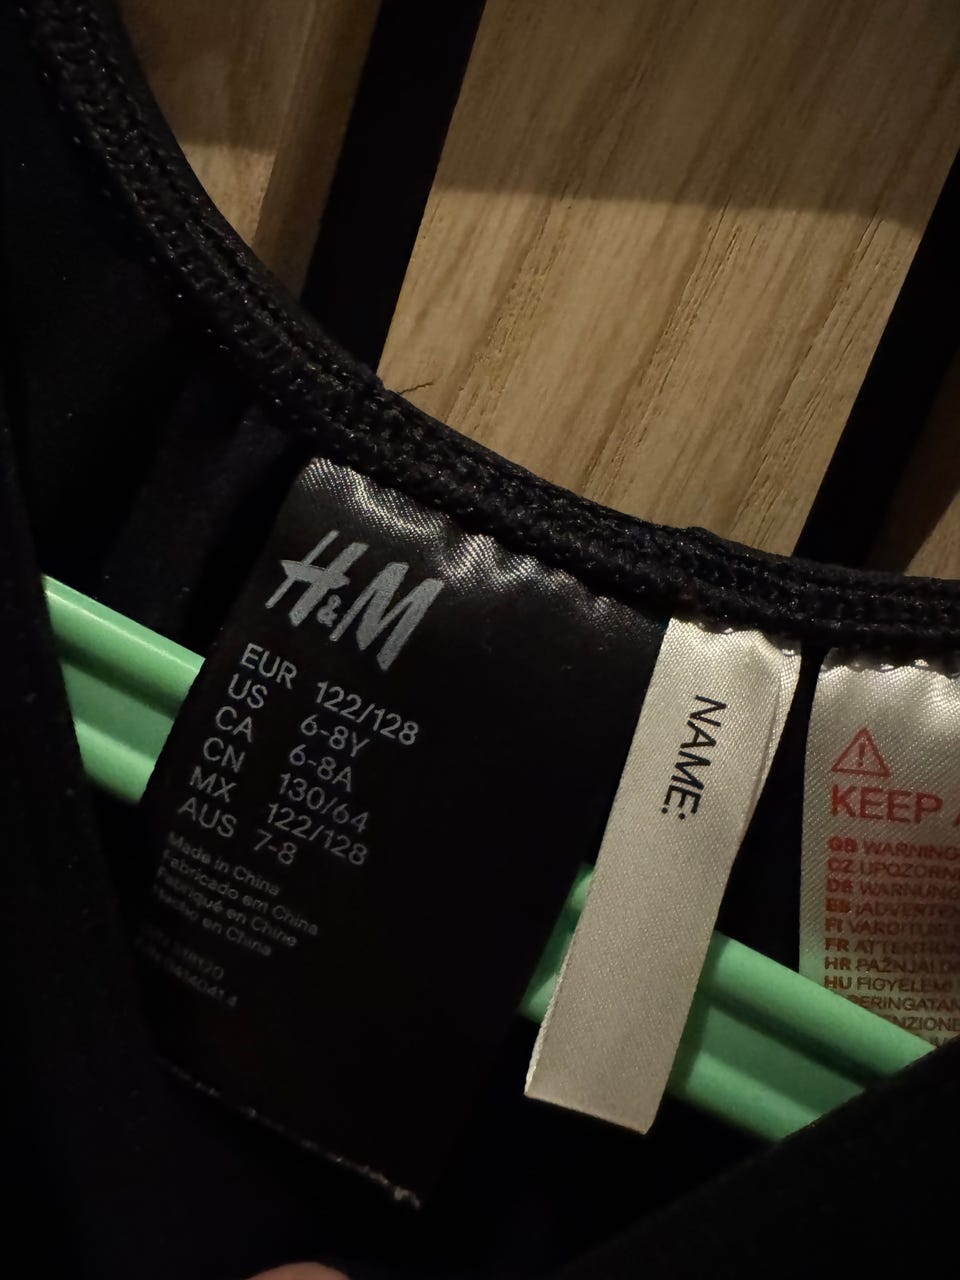 H&M
EUR 122/128
US 6-8Y
CA 6-8A
CN 130/64
MX 122/128
AUS 7-8
Made in China
Fabricado em China
Fabriqué en Chine
Hecho en China
NAME:
KEEP
GB WARNING
CZ UPOZORN
DE WARNUNG
ES ¡ADVERTE
FI VAROITUS
FR ATTENTION
HR PAŽNJA!
HU FIGYELEM
PERINGATAN